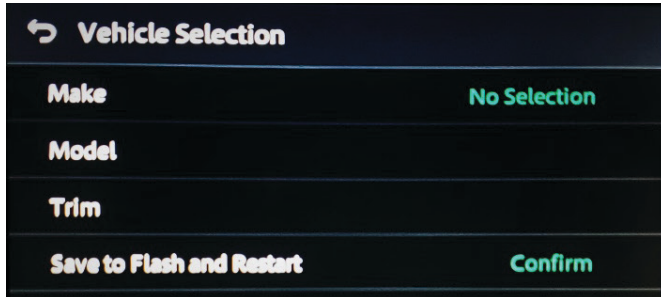 Vehicle Selection
Make No Selection
Model
Trim
Save to Flash and Restart Confirm